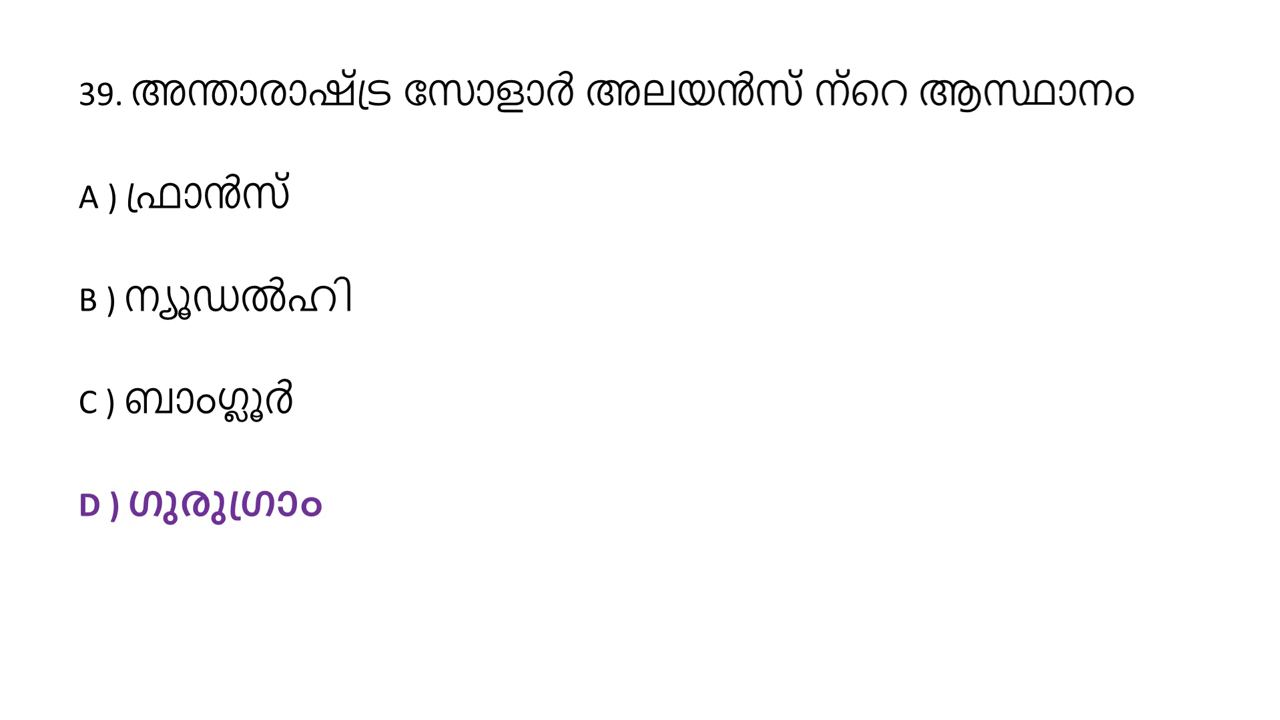 39. അന്താരാഷ്ട്ര സോളാർ അലയൻസ് ന്റെ ആസ്ഥാനം
A ) ഫ്രാൻസ്
B ) ന്യൂഡൽഹി
C ) ബാംഗ്ലൂർ
D ) ഗുരുഗ്രാം